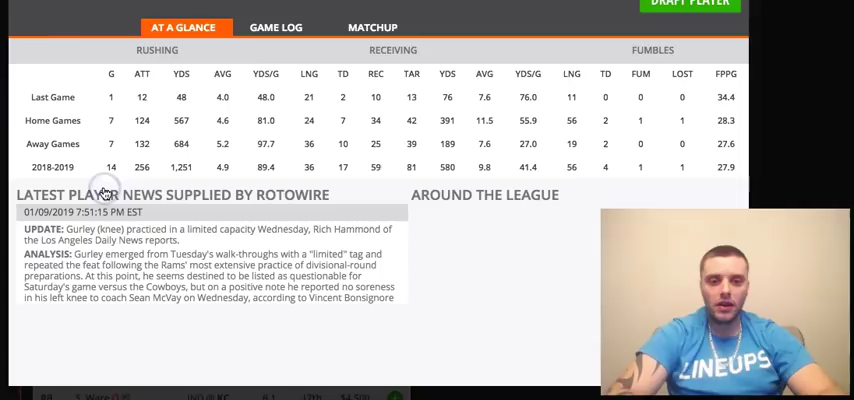 DRAFT PLAYER
AT A GLANCE GAME LOG MATCHUP
RUSHING RECEIVING FUMBLES
G ATT YDS AVG YDS/G LNG TD REC TAR YDS AVG YDS/G LNG TD FUM LOST FPPG
Last Game 1 12 48 4.0 48.0 21 2 10 13 76 7.6 76.0 11 0 0 0 34.4
Home Games 7 124 567 4.6 81.0 24 7 34 42 391 11.5 55.9 56 2 1 1 28.3
Away Games 7 132 684 5.2 97.7 36 10 25 39 189 7.6 27.0 19 2 0 0 27.6
2018-2019 14 256 1,251 4.9 89.4 36 17 59 81 580 9.8 41.4 56 4 1 1 27.9
LATEST PLAYER NEWS SUPPLIED BY ROTOWIRE AROUND THE LEAGUE
01/09/2019 7:51:15 PM EST
UPDATE: Gurley (knee) practiced in a limited capacity Wednesday, Rich Hammond of
the Los Angeles Daily News reports.
ANALYSIS: Gurley emerged from Tuesday's walk-throughs with a "limited" tag and
repeated the feat following the Rams' most extensive practice of divisional-round
preparations. At this point, he seems destined to be listed as questionable for
Saturday's game versus the Cowboys, but on a positive note he reported no soreness
in his left knee to coach Sean McVay on Wednesday, according to Vincent Bonsignore
LINEUPS
RB S. Ware IND @ KC 6.1 17th $4,500